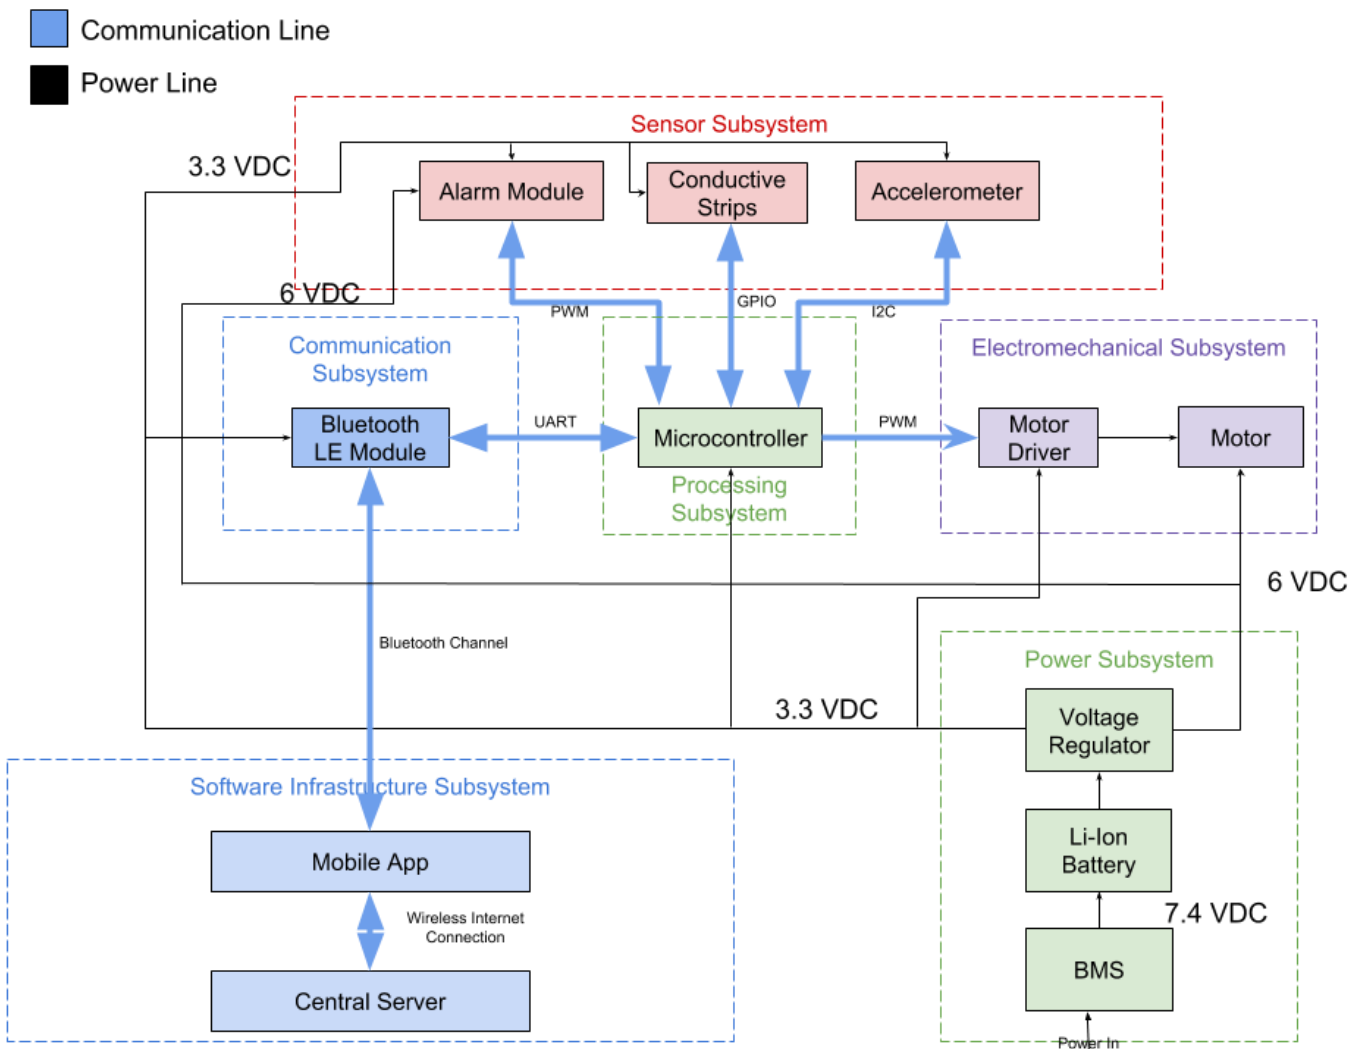 Communication Line
Power Line
Sensor Subsystem
3.3 VDC
Alarm Module
Conductive
Strips
Accelerometer
6 VDC
PWM
GPIO
I2C
Communication
Subsystem
Electromechanical Subsystem
Bluetooth
LE Module
UART
Microcontroller
PWM
Motor
Driver
Motor
Processing
Subsystem
6 VDC
Bluetooth Channel
Power Subsystem
3.3 VDC
Voltage
Regulator
Software Infrastructure Subsystem
Li-Ion
Battery
Mobile App
7.4 VDC
Wireless Internet
Connection
BMS
Central Server
Power In